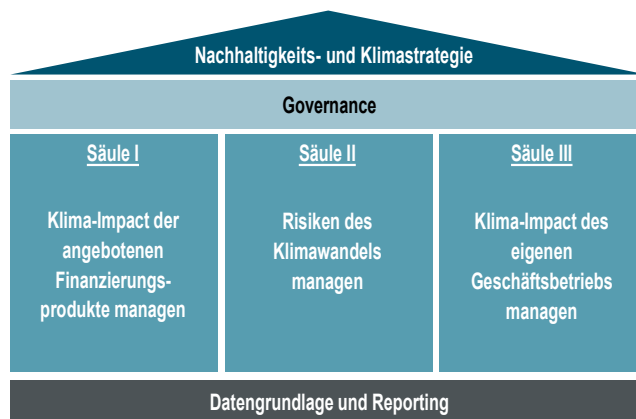 Nachhaltigkeits- und Klimastrategie
Governance
Säule I
Klima-Impact der
angebotenen
Finanzierungs-
produkte managen
Säule II
Risiken des
Klimawandels
managen
Säule III
Klima-Impact des
eigenen
Geschäftsbetriebs
managen
Datengrundlage und Reporting